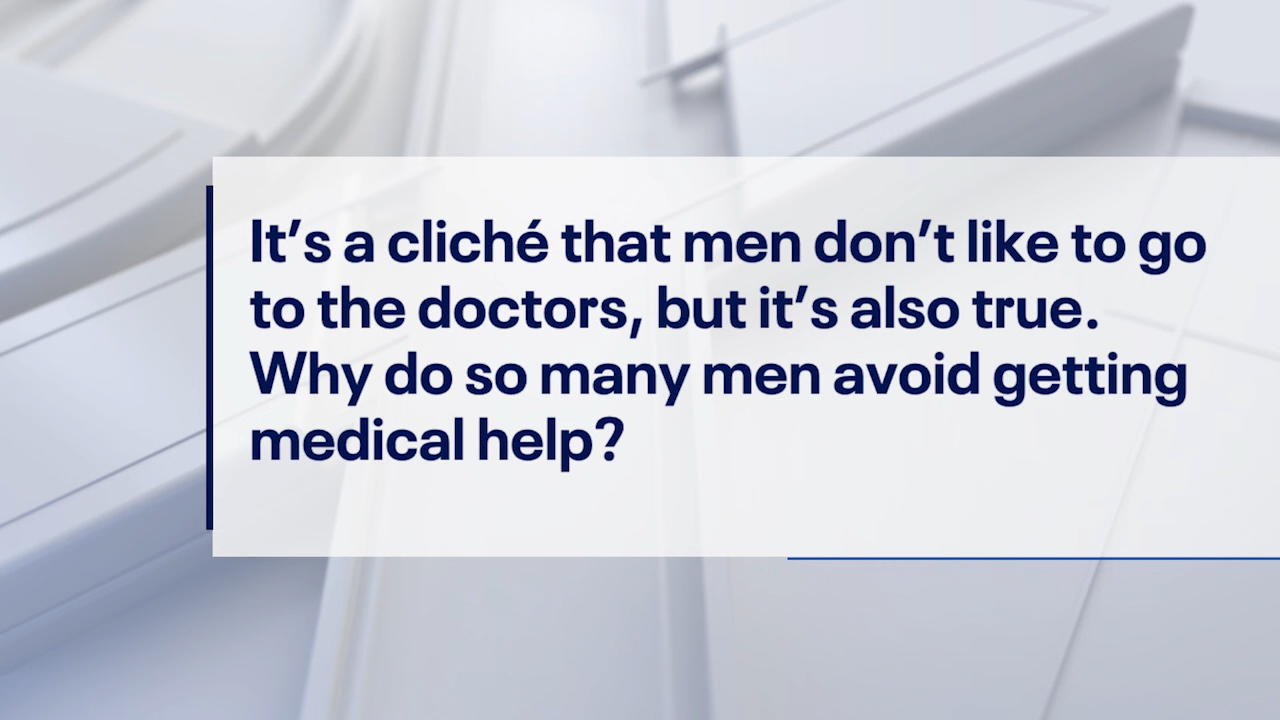 It’s a cliché that men don’t like to go
to the doctors, but it’s also true.
Why do so many men avoid getting
medical help?